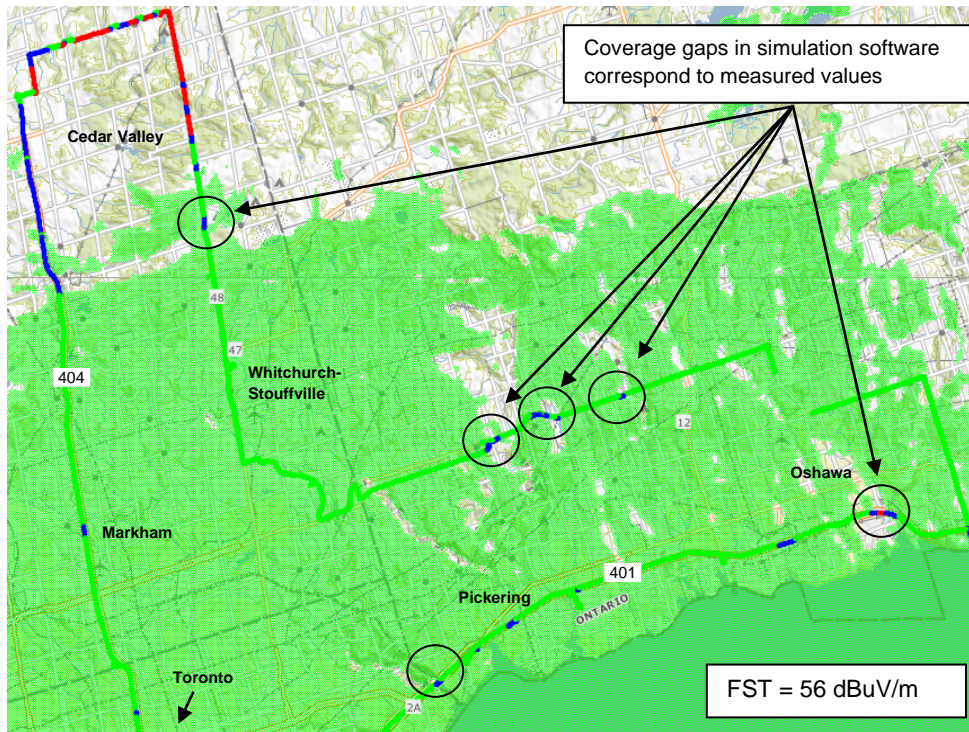 Coverage gaps in simulation software
correspond to measured values
Cedar Valley
48
47
Whitchurch-
Stouffville
404
12
Oshawa
Markham
401
Pickering
ONTARIO
Toronto
2A
FST = 56 dBuV/m